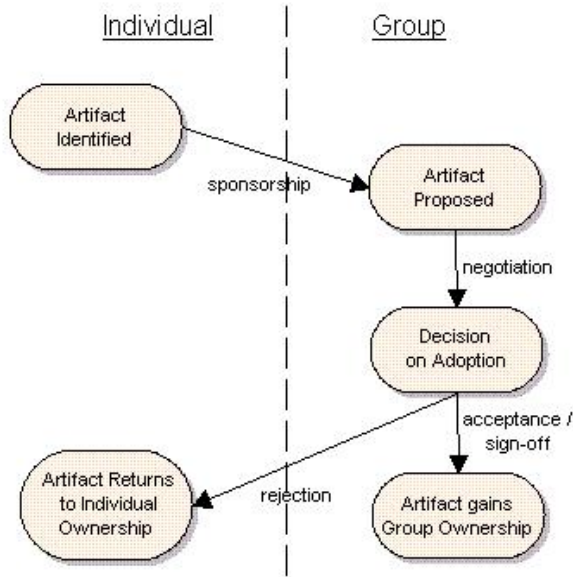 Individual
Group
Artifact
Identified
sponsorship
Artifact
Proposed
negotiation
Decision
on Adoption
acceptance /
sign-off
rejection
Artifact Returns
to Individual
Ownership
Artifact gains
Group Ownership